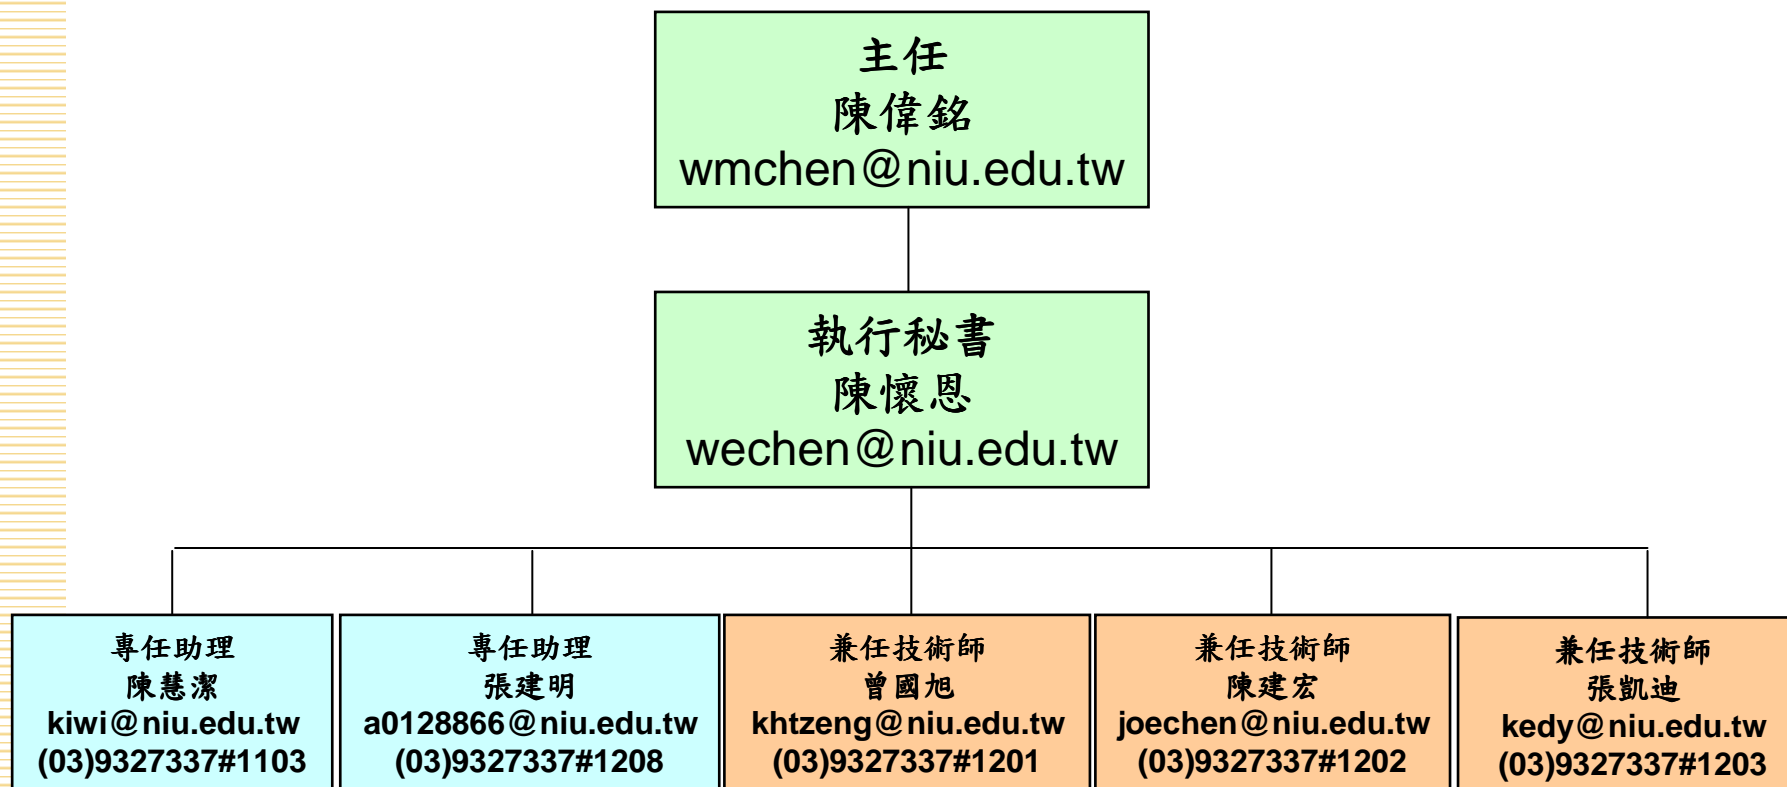 主任
陳偉銘
wmchen@niu.edu.tw
執行秘書
陳懷恩
wechen@niu.edu.tw
專任助理
陳慧潔
kiwi@niu.edu.tw
(03)9327337#1103
專任助理
張建明
a0128866@niu.edu.tw
(03)9327337#1208
兼任技術師
曾國旭
khtzeng@niu.edu.tw
(03)9327337#1201
兼任技術師
陳建宏
joechen@niu.edu.tw
(03)9327337#1202
兼任技術師
張凱迪
kedy@niu.edu.tw
(03)9327337#1203